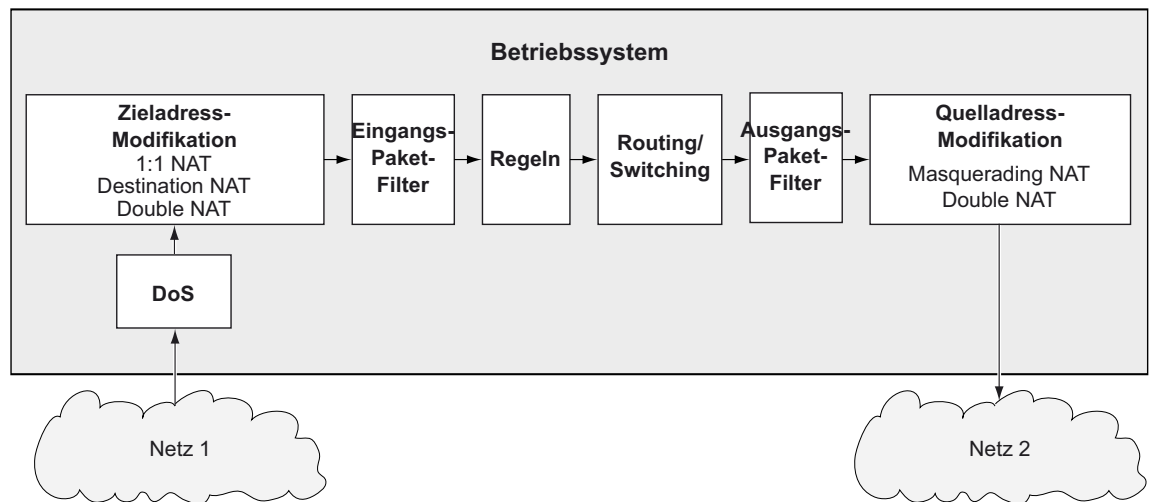 Betriebssystem
Zieladress-
Modifikation
1:1 NAT
Destination NAT
Double NAT
Eingangs-
Paket-
Filter
Regeln
Routing/
Switching
Ausgangs-
Paket-
Filter
Quelladress-
Modifikation
Masquerading NAT
Double NAT
DoS
Netz 1
Netz 2